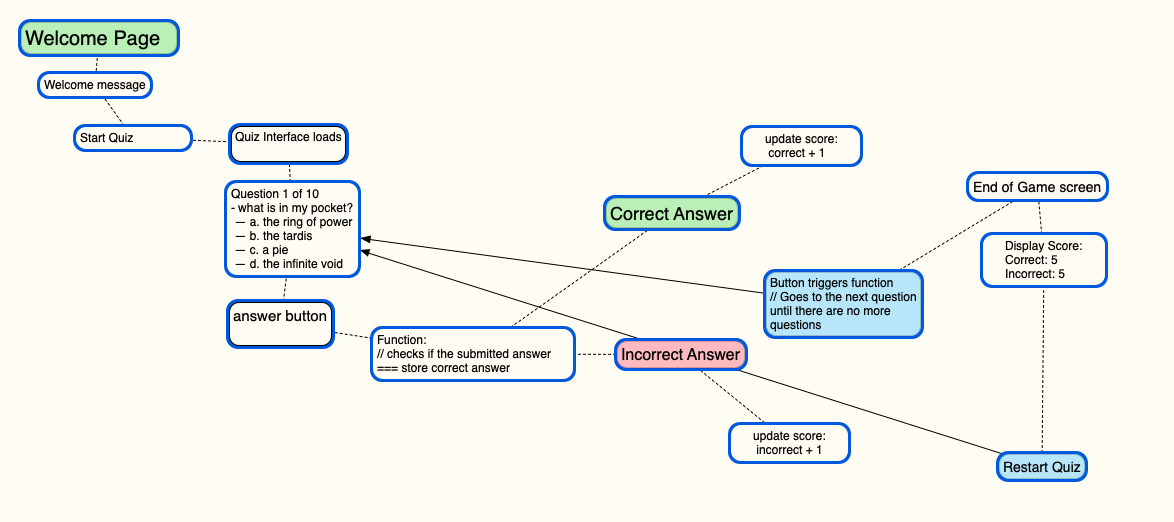 Welcome Page
Welcome message
Start Quiz
Quiz Interface loads
Question 1 of 10
- what is in my pocket?
— a. the ring of power
— b. the tardis
— c. a pie
— d. the infinite void
answer button
Function:
// checks if the submitted answer
=== store correct answer
Correct Answer
update score:
correct + 1
Incorrect Answer
update score:
incorrect + 1
Button triggers function
// Goes to the next question
until there are no more
questions
End of Game screen
Display Score:
Correct: 5
Incorrect: 5
Restart Quiz